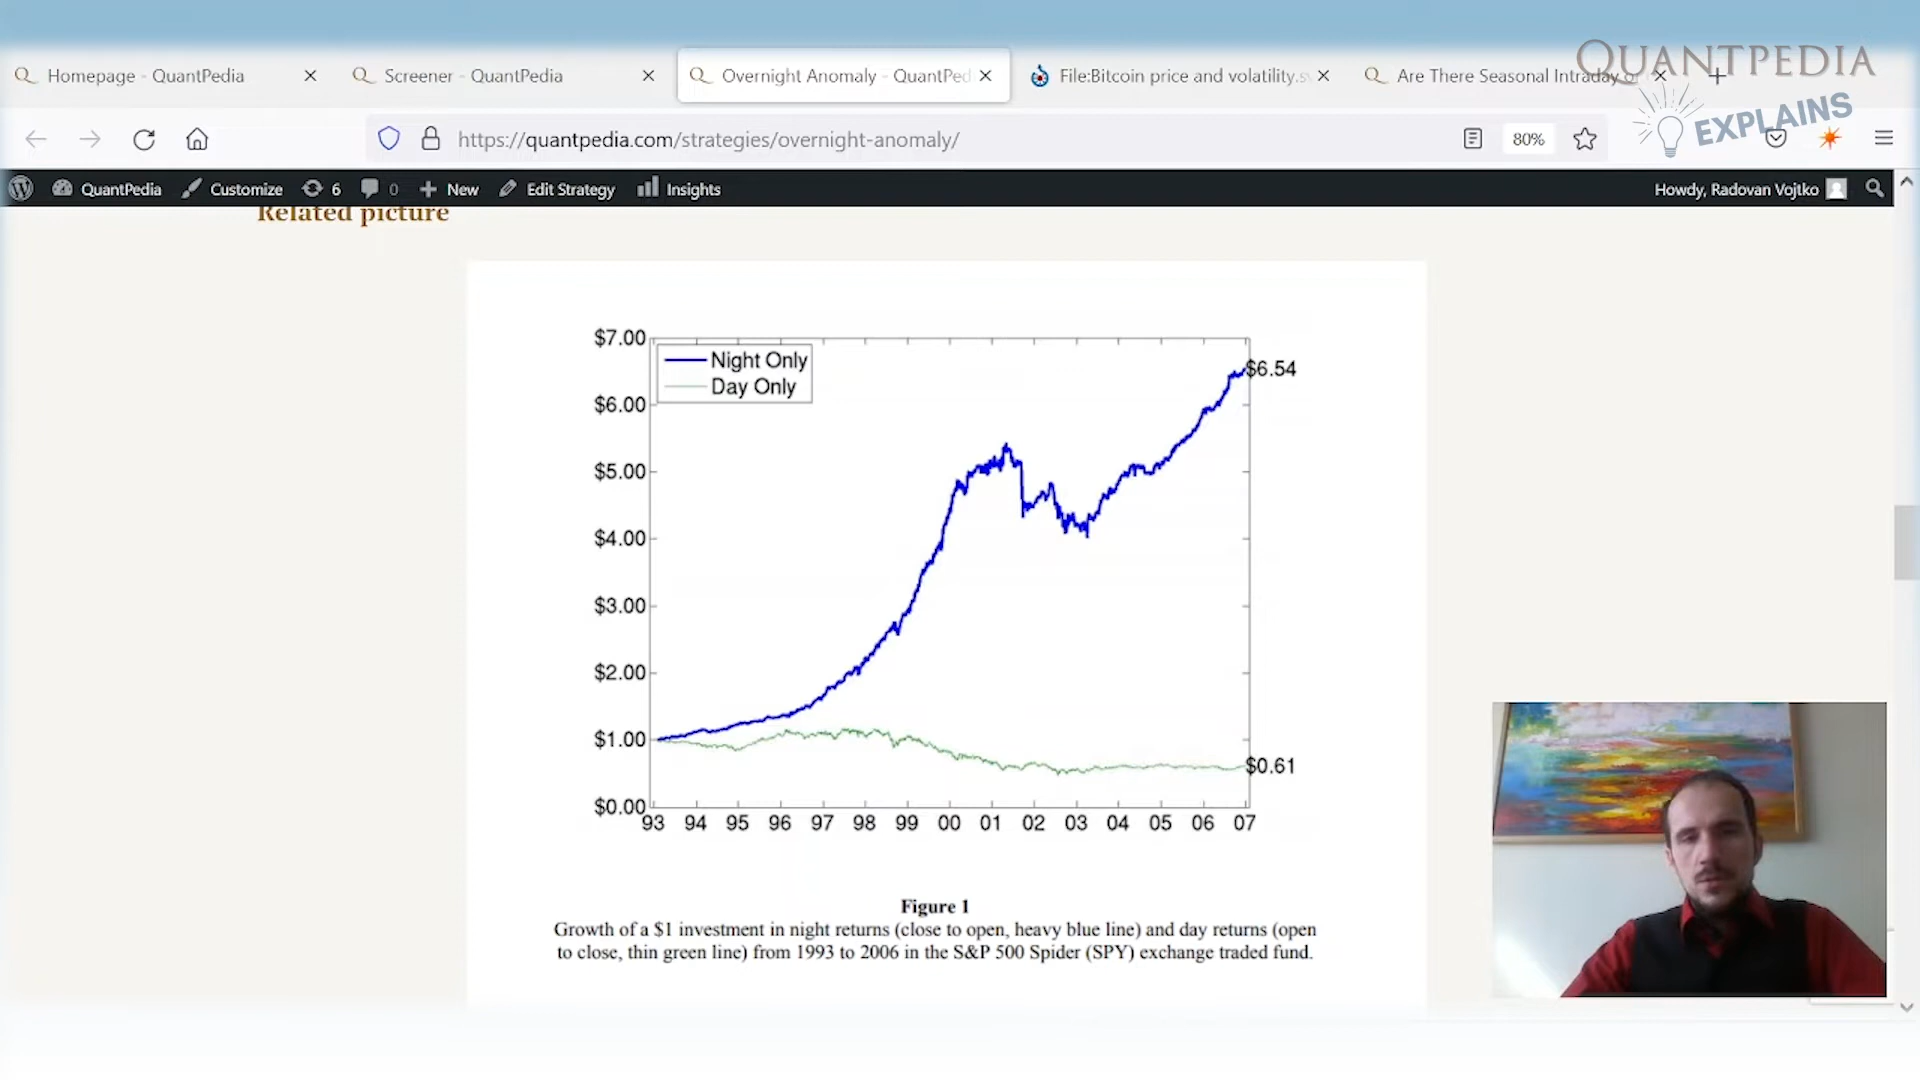 Homepage - QuantPedia
Screener - QuantPedia
Overnight Anomaly - QuantPed
File:Bitcoin price and volatility.sv
Are There Seasonal Intraday o
QUANTPEDIA
EXPLAINS
https://quantpedia.com/strategies/overnight-anomaly/
80%
QuantPedia
Customize
6
0
New
Edit Strategy
Insights
Howdy, Radovan Vojtko
Related picture
$7.00
$6.00
$5.00
$4.00
$3.00
$2.00
$1.00
$0.00
Night Only
Day Only
$6.54
$0.61
93 94 95 96 97 98 99 00 01 02 03 04 05 06 07
Figure 1
Growth of a $1 investment in night returns (close to open, heavy blue line) and day returns (open
to close, thin green line) from 1993 to 2006 in the S&P 500 Spider (SPY) exchange traded fund.